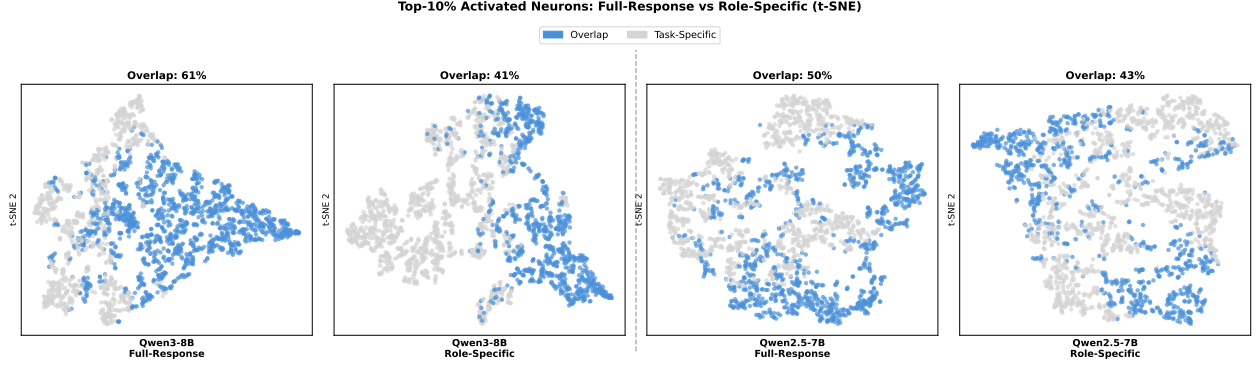 Top-10% Activated Neurons: Full-Response vs Role-Specific (t-SNE)
Overlap
Task-Specific
Overlap: 61%
t-SNE 2
Qwen3-8B
Full-Response
Overlap: 41%
t-SNE 2
Qwen3-8B
Role-Specific
Overlap: 50%
t-SNE 2
Qwen2.5-7B
Full-Response
Overlap: 43%
t-SNE 2
Qwen2.5-7B
Role-Specific